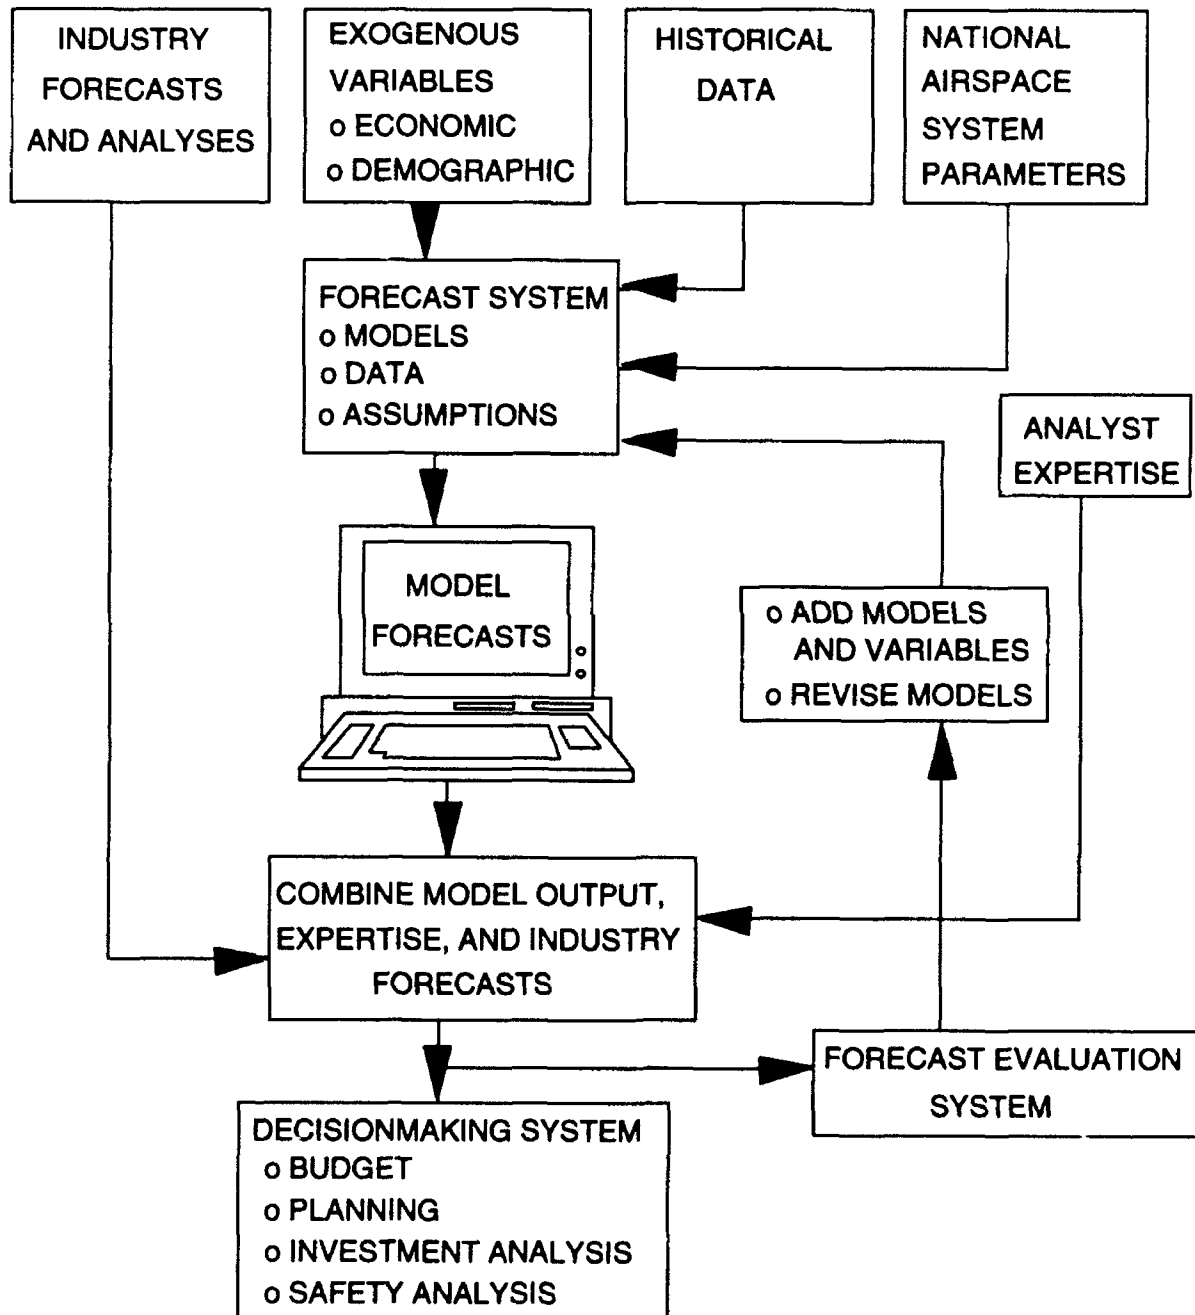 INDUSTRY
FORECASTS
AND ANALYSES
EXOGENOUS
VARIABLES
o ECONOMIC
o DEMOGRAPHIC
HISTORICAL
DATA
NATIONAL
AIRSPACE
SYSTEM
PARAMETERS
FORECAST SYSTEM
o MODELS
o DATA
o ASSUMPTIONS
ANALYST
EXPERTISE
MODEL
FORECASTS
o ADD MODELS
AND VARIABLES
o REVISE MODELS
COMBINE MODEL OUTPUT,
EXPERTISE, AND INDUSTRY
FORECASTS
FORECAST EVALUATION
SYSTEM
DECISIONMAKING SYSTEM
o BUDGET
o PLANNING
o INVESTMENT ANALYSIS
o SAFETY ANALYSIS